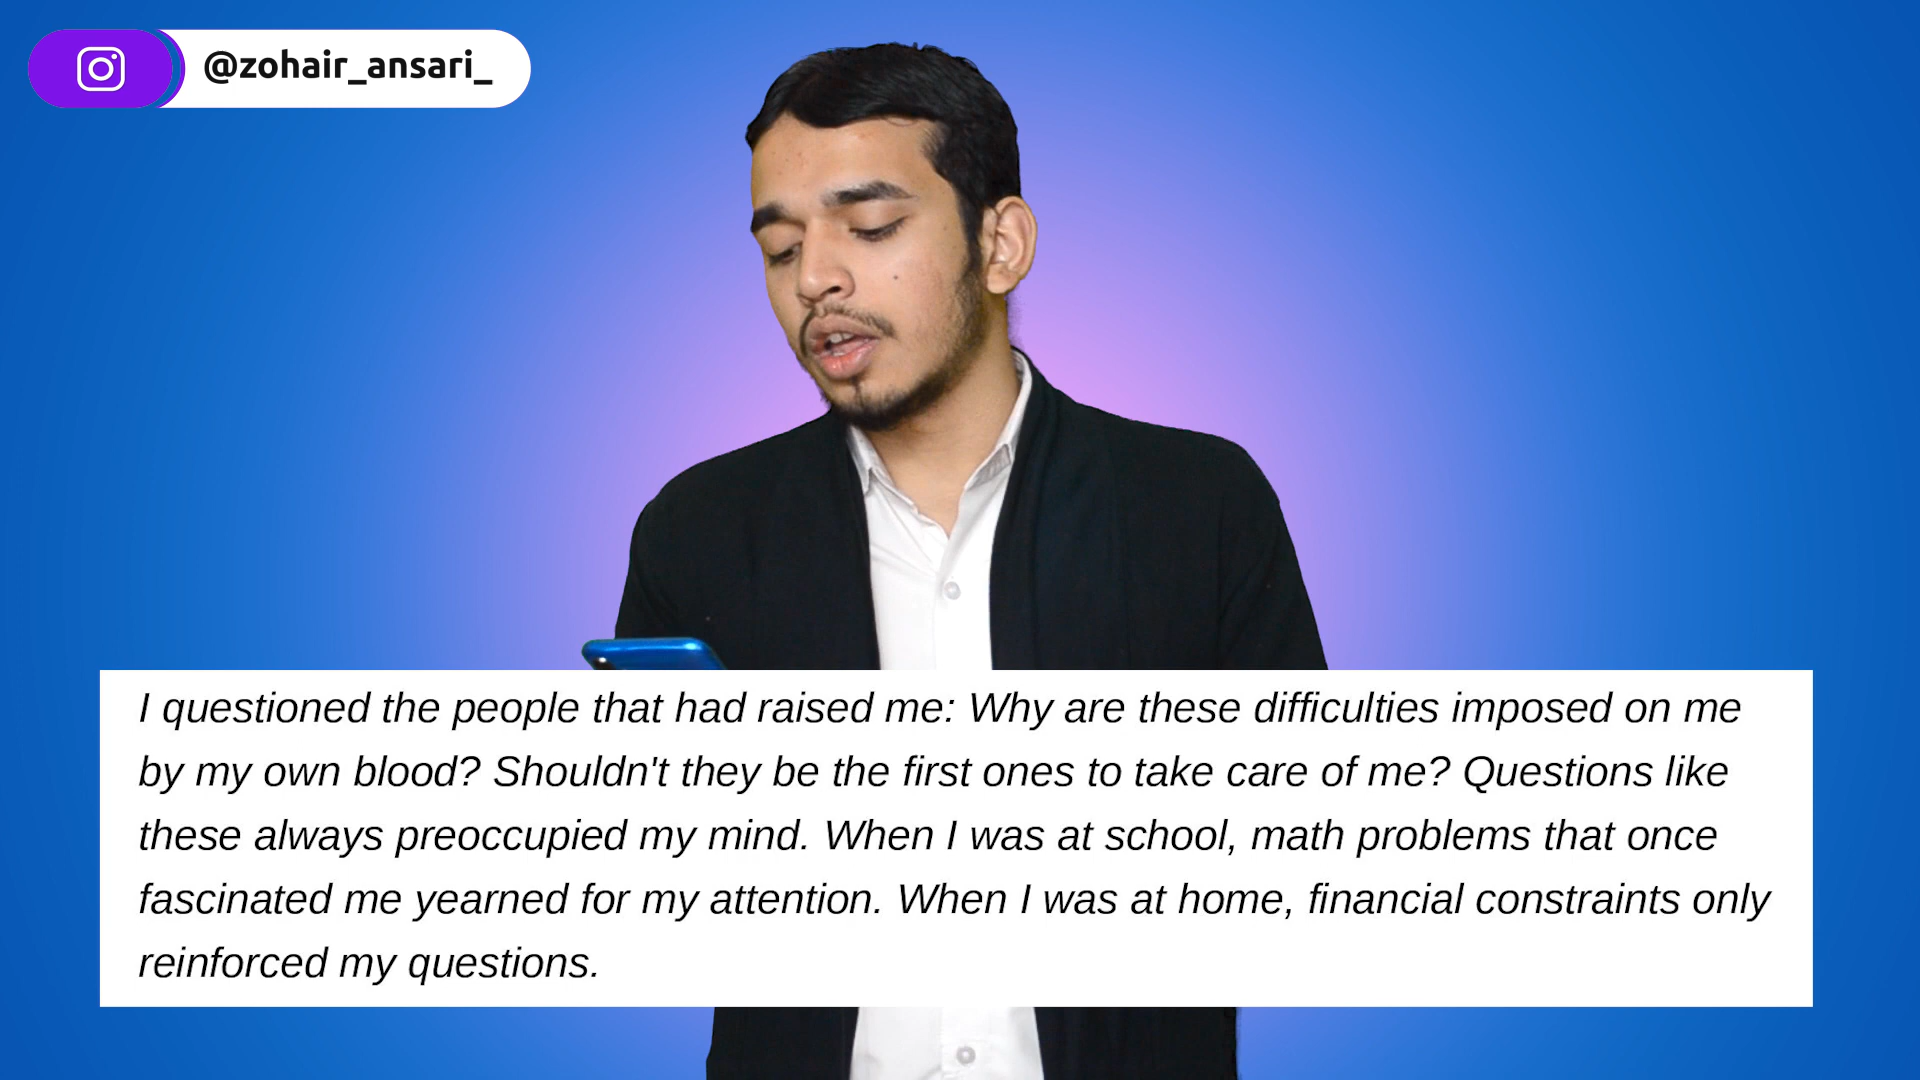 @zohair_ansari_
I questioned the people that had raised me: Why are these difficulties imposed on me
by my own blood? Shouldn't they be the first ones to take care of me? Questions like
these always preoccupied my mind. When I was at school, math problems that once
fascinated me yearned for my attention. When I was at home, financial constraints only
reinforced my questions.